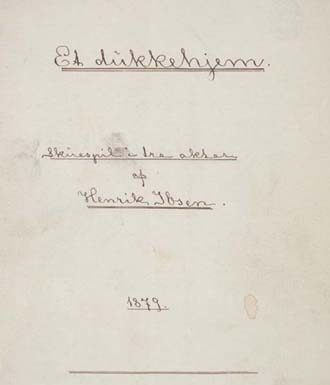 Et dukkehjem.
Skuespil i tre akter
af
Henrik Ibsen.
1879.